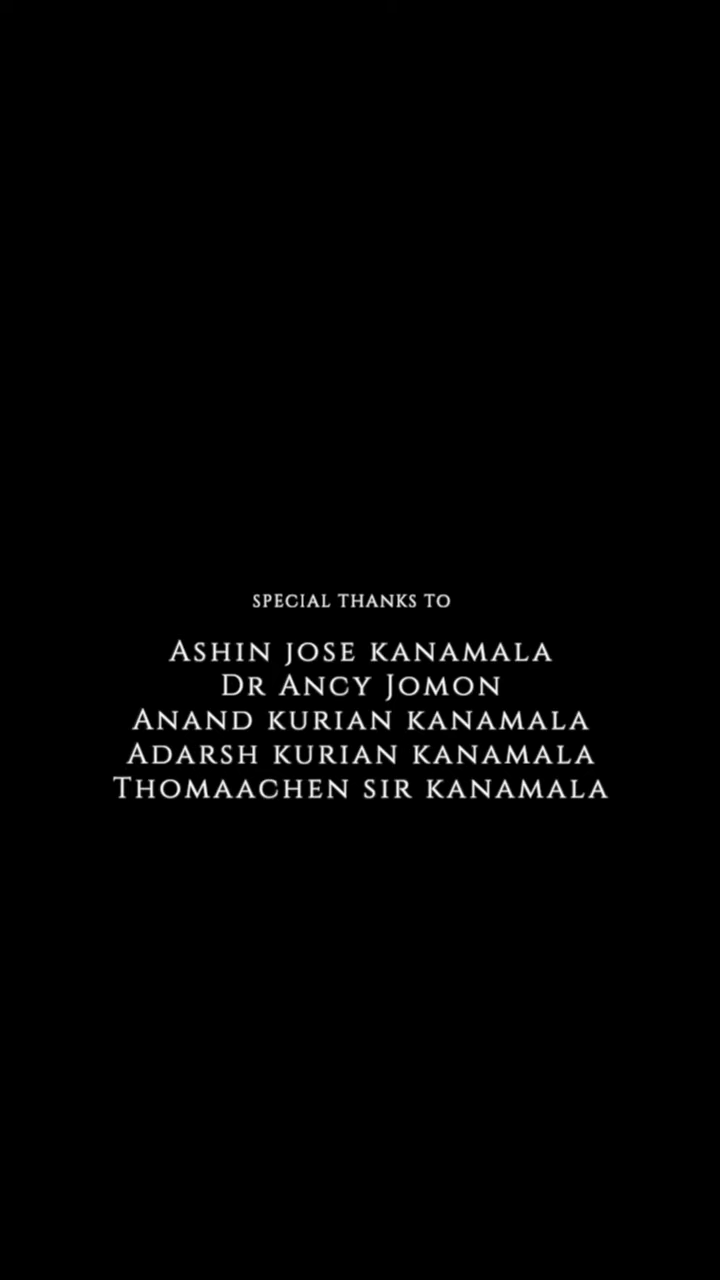 SPECIAL THANKS TO
ASHIN JOSE KANAMALA
DR ANCY JOMON
ANAND KURIAN KANAMALA
ADARSH KURIAN KANAMALA
THOMAACHEN SIR KANAMALA